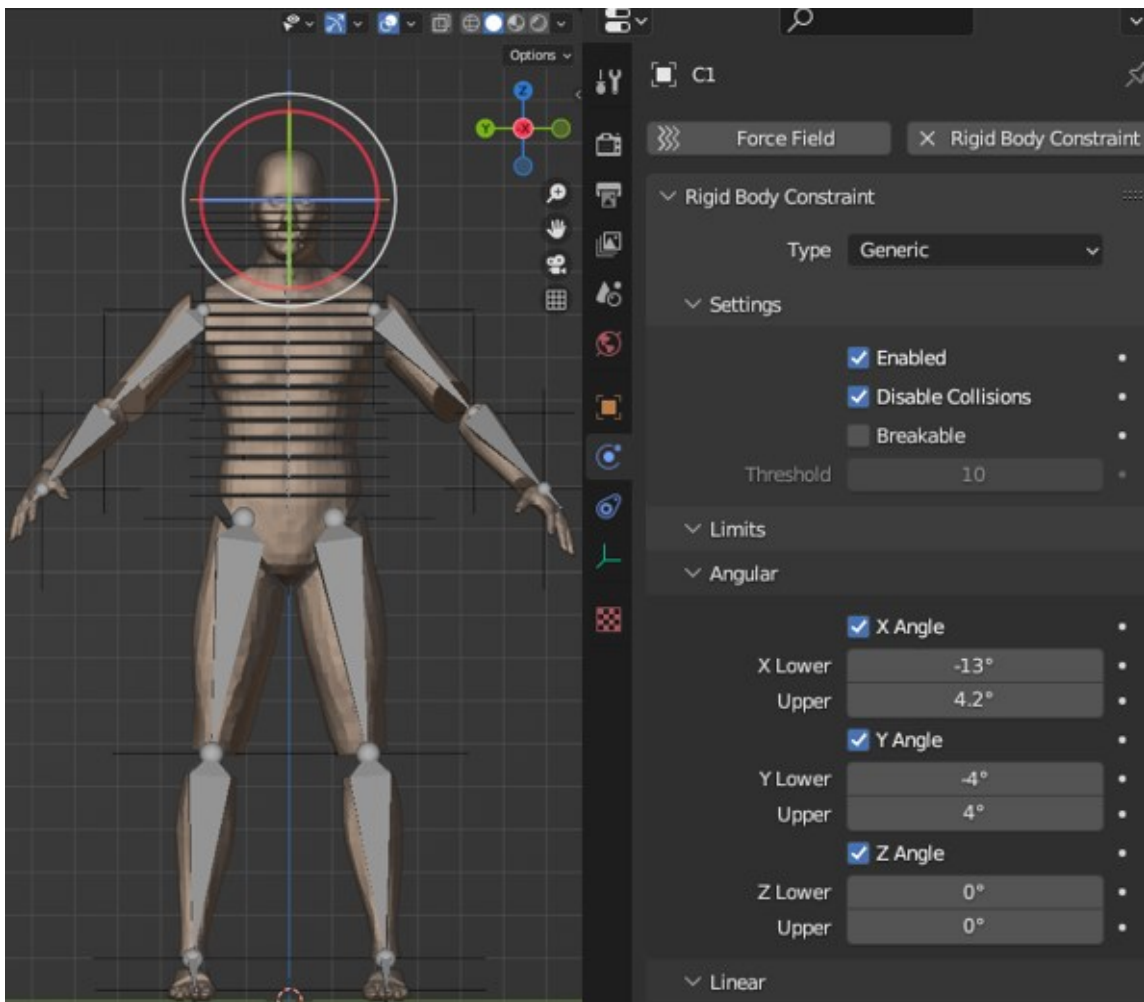 Options
Z
Y
-X
C1
Force Field
Rigid Body Constraint
Rigid Body Constraint
Type Generic
Settings
Enabled
Disable Collisions
Breakable
Threshold 10
Limits
Angular
X Angle
X Lower -13°
Upper 4.2°
Y Angle
Y Lower -4°
Upper 4°
Z Angle
Z Lower 0°
Upper 0°
Linear